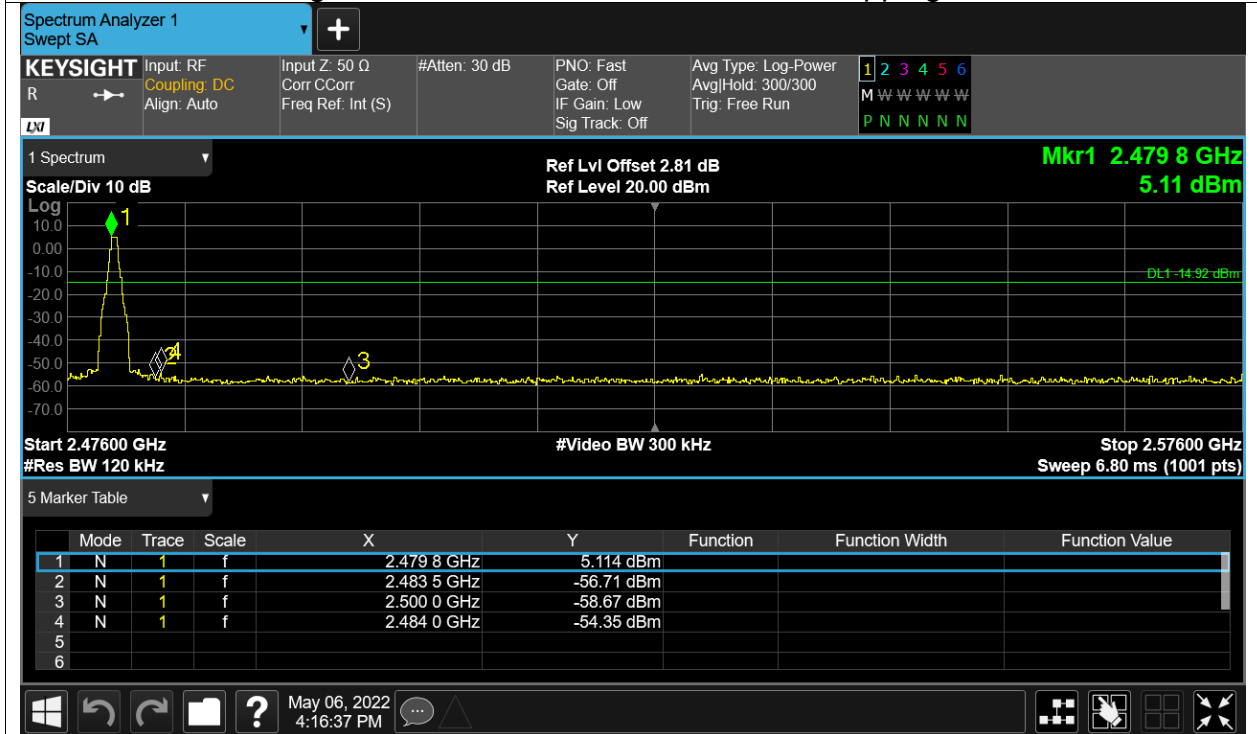 Spectrum Analyzer 1
Swept SA
+
KEYSIGHT
R
LXI
Input: RF
Coupling: DC
Align: Auto
Input Z: 50 Ω
Corr CCorr
Freq Ref: Int (S)
#Atten: 30 dB
PNO: Fast
Gate: Off
IF Gain: Low
Sig Track: Off
Avg Type: Log-Power
Avg|Hold: 300/300
Trig: Free Run
1 2 3 4 5 6
M W W W W W
P N N N N N
1 Spectrum
Scale/Div 10 dB
Ref Lvl Offset 2.81 dB
Ref Level 20.00 dBm
Mkr1 2.479 8 GHz
5.11 dBm
Log
10.0
0.00
-10.0
-20.0
-30.0
-40.0
-50.0
-60.0
-70.0
1
DL1 -14.92 dBm
2
4
3
Start 2.47600 GHz
#Res BW 120 kHz
#Video BW 300 kHz
Stop 2.57600 GHz
Sweep 6.80 ms (1001 pts)
5 Marker Table
Mode Trace Scale X Y Function Function Width Function Value
1 N 1 f 2.479 8 GHz 5.114 dBm
2 N 1 f 2.483 5 GHz -56.71 dBm
3 N 1 f 2.500 0 GHz -58.67 dBm
4 N 1 f 2.484 0 GHz -54.35 dBm
5
6
?
May 06, 2022
4:16:37 PM